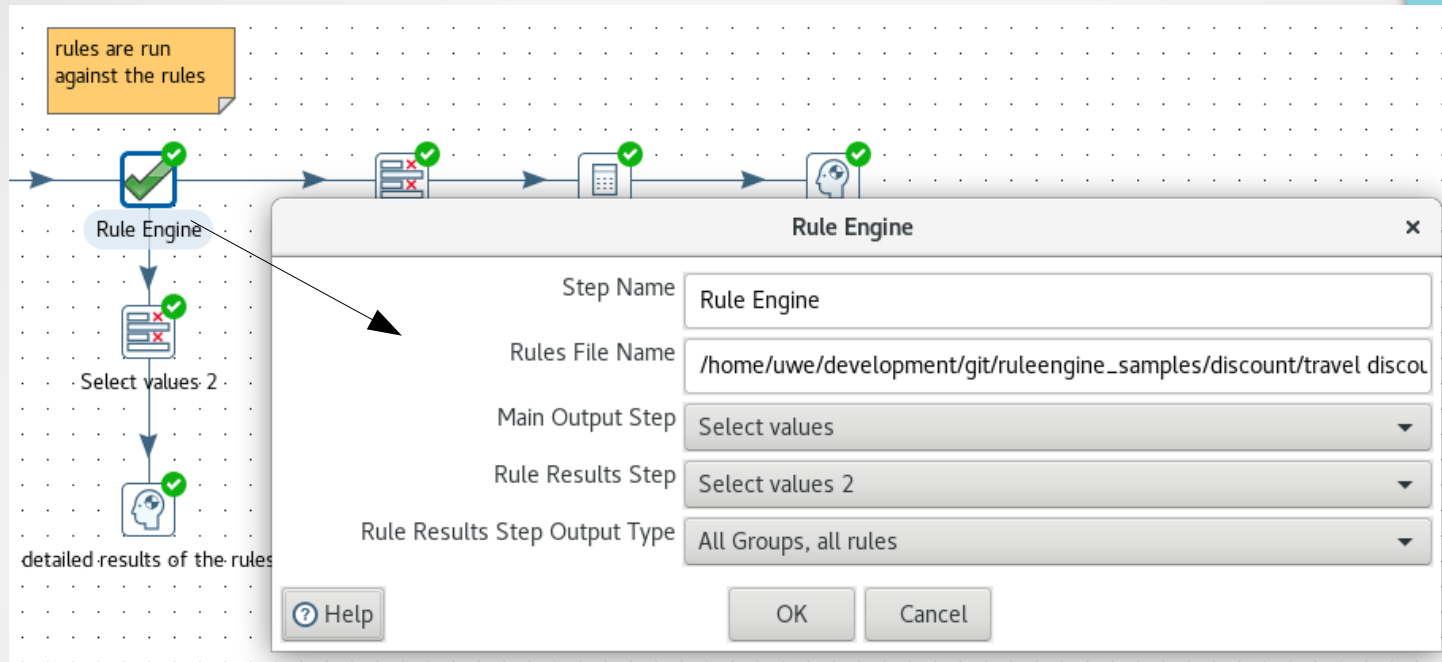 rules are run
against the rules
Rule Engine
Select values 2
detailed results of the rules
Rule Engine
Step Name
Rule Engine
Rules File Name
/home/uwe/development/git/ruleengine_samples/discount/travel discou
Main Output Step
Select values
Rule Results Step
Select values 2
Rule Results Step Output Type
All Groups, all rules
Help
OK
Cancel